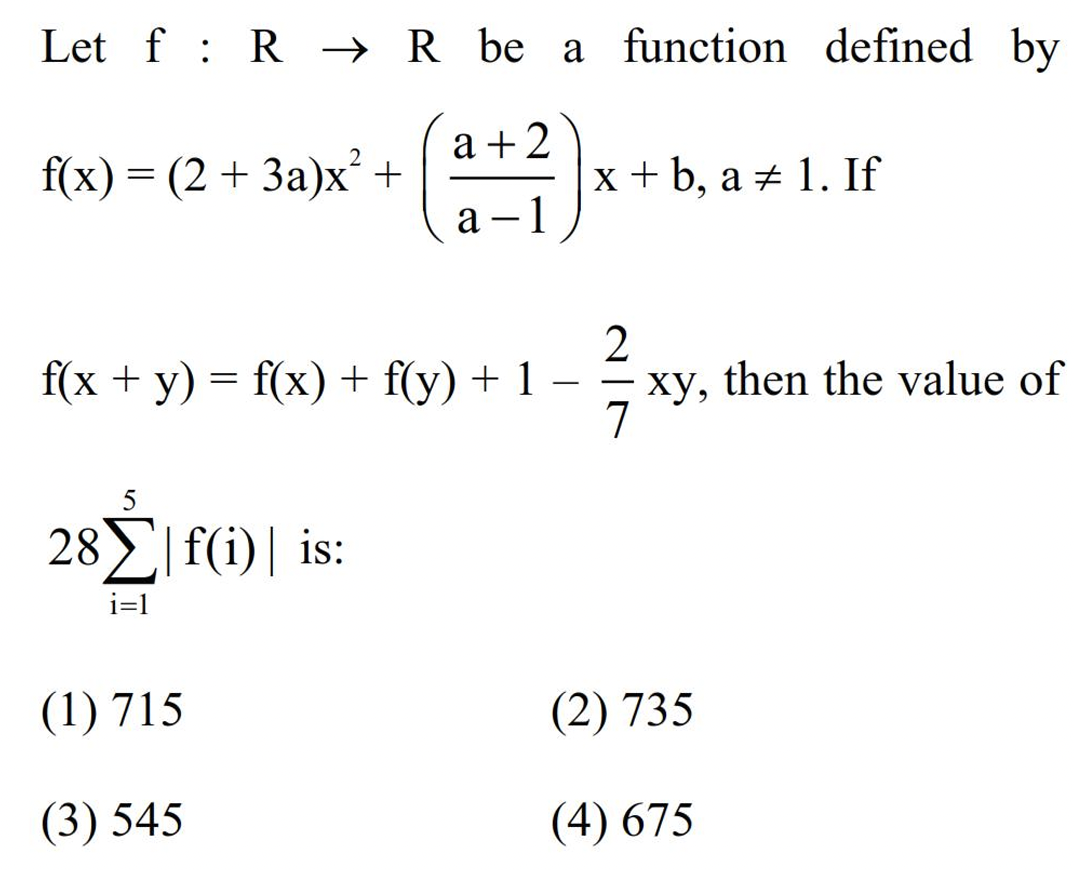 Let f : R → R be a function defined by
f(x) = (2 + 3a)x² + ((a + 2)/(a − 1)) x + b, a ≠ 1. If
f(x + y) = f(x) + f(y) + 1 − 2/7 xy, then the value of
28 ∑_{i=1}^{5} | f(i) | is:
(1) 715 (2) 735
(3) 545 (4) 675